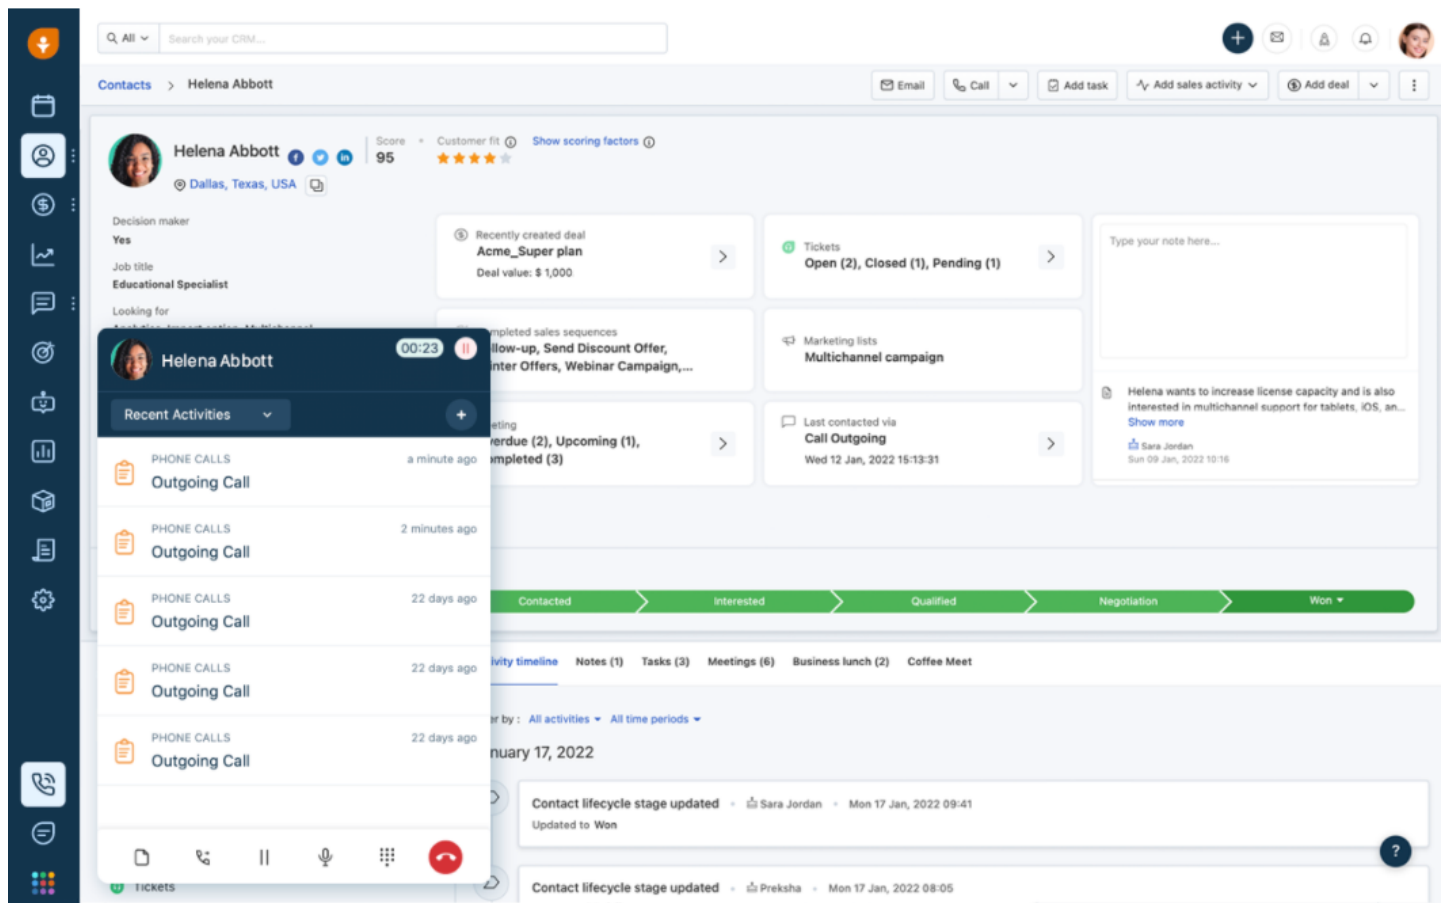 All
Search your CRM...
Contacts > Helena Abbott
Email
Call
Add task
Add sales activity
Add deal
Helena Abbott
Score
95
Customer fit
Show scoring factors
Dallas, Texas, USA
Decision maker
Yes
Job title
Educational Specialist
Looking for
Recently created deal
Acme_Super plan
Deal value: $ 1,000
Tickets
Open (2), Closed (1), Pending (1)
Type your note here...
mpleted sales sequences
llow-up, Send Discount Offer,
inter Offers, Webinar Campaign,...
Marketing lists
Multichannel campaign
eting
verdue (2), Upcoming (1),
mpleted (3)
Last contacted via
Call Outgoing
Wed 12 Jan, 2022 15:13:31
Helena wants to increase license capacity and is also
interested in multichannel support for tablets, iOS, an...
Show more
Sara Jordan
Sun 09 Jan, 2022 10:16
Helena Abbott
00:23
Recent Activities
+
PHONE CALLS
a minute ago
Outgoing Call
PHONE CALLS
2 minutes ago
Outgoing Call
PHONE CALLS
22 days ago
Outgoing Call
PHONE CALLS
22 days ago
Outgoing Call
PHONE CALLS
22 days ago
Outgoing Call
Contacted
Interested
Qualified
Negotiation
Won
ivity timeline
Notes (1)
Tasks (3)
Meetings (6)
Business lunch (2)
Coffee Meet
er by :
All activities
All time periods
nuary 17, 2022
Contact lifecycle stage updated
Sara Jordan
Mon 17 Jan, 2022 09:41
Updated to Won
?
Tickets
Contact lifecycle stage updated
Preksha
Mon 17 Jan, 2022 08:05